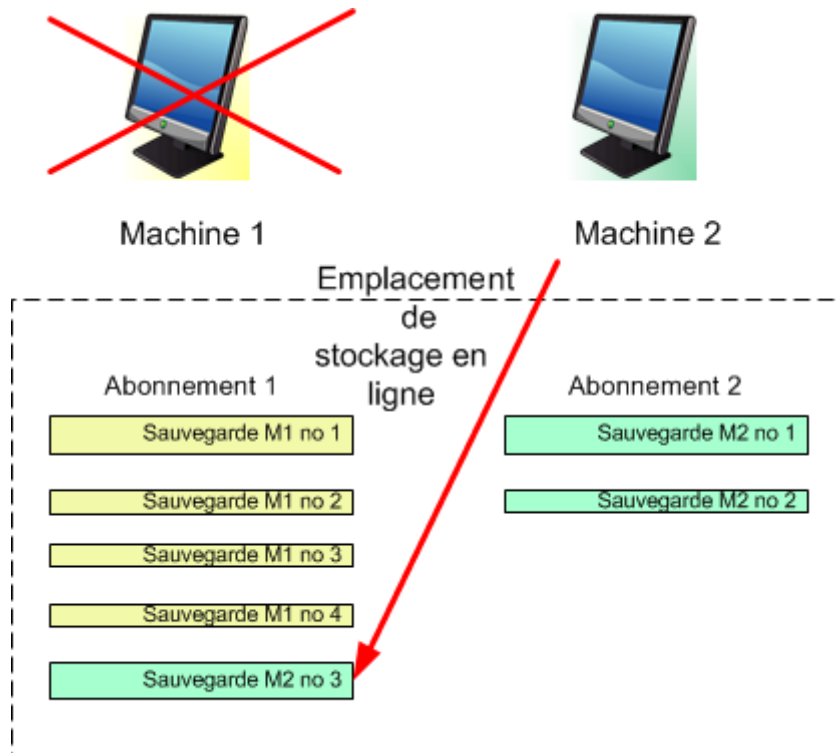 Machine 1
Machine 2
Emplacement
de
stockage en
ligne
Abonnement 1
Sauvegarde M1 no 1
Sauvegarde M1 no 2
Sauvegarde M1 no 3
Sauvegarde M1 no 4
Sauvegarde M2 no 3
Abonnement 2
Sauvegarde M2 no 1
Sauvegarde M2 no 2